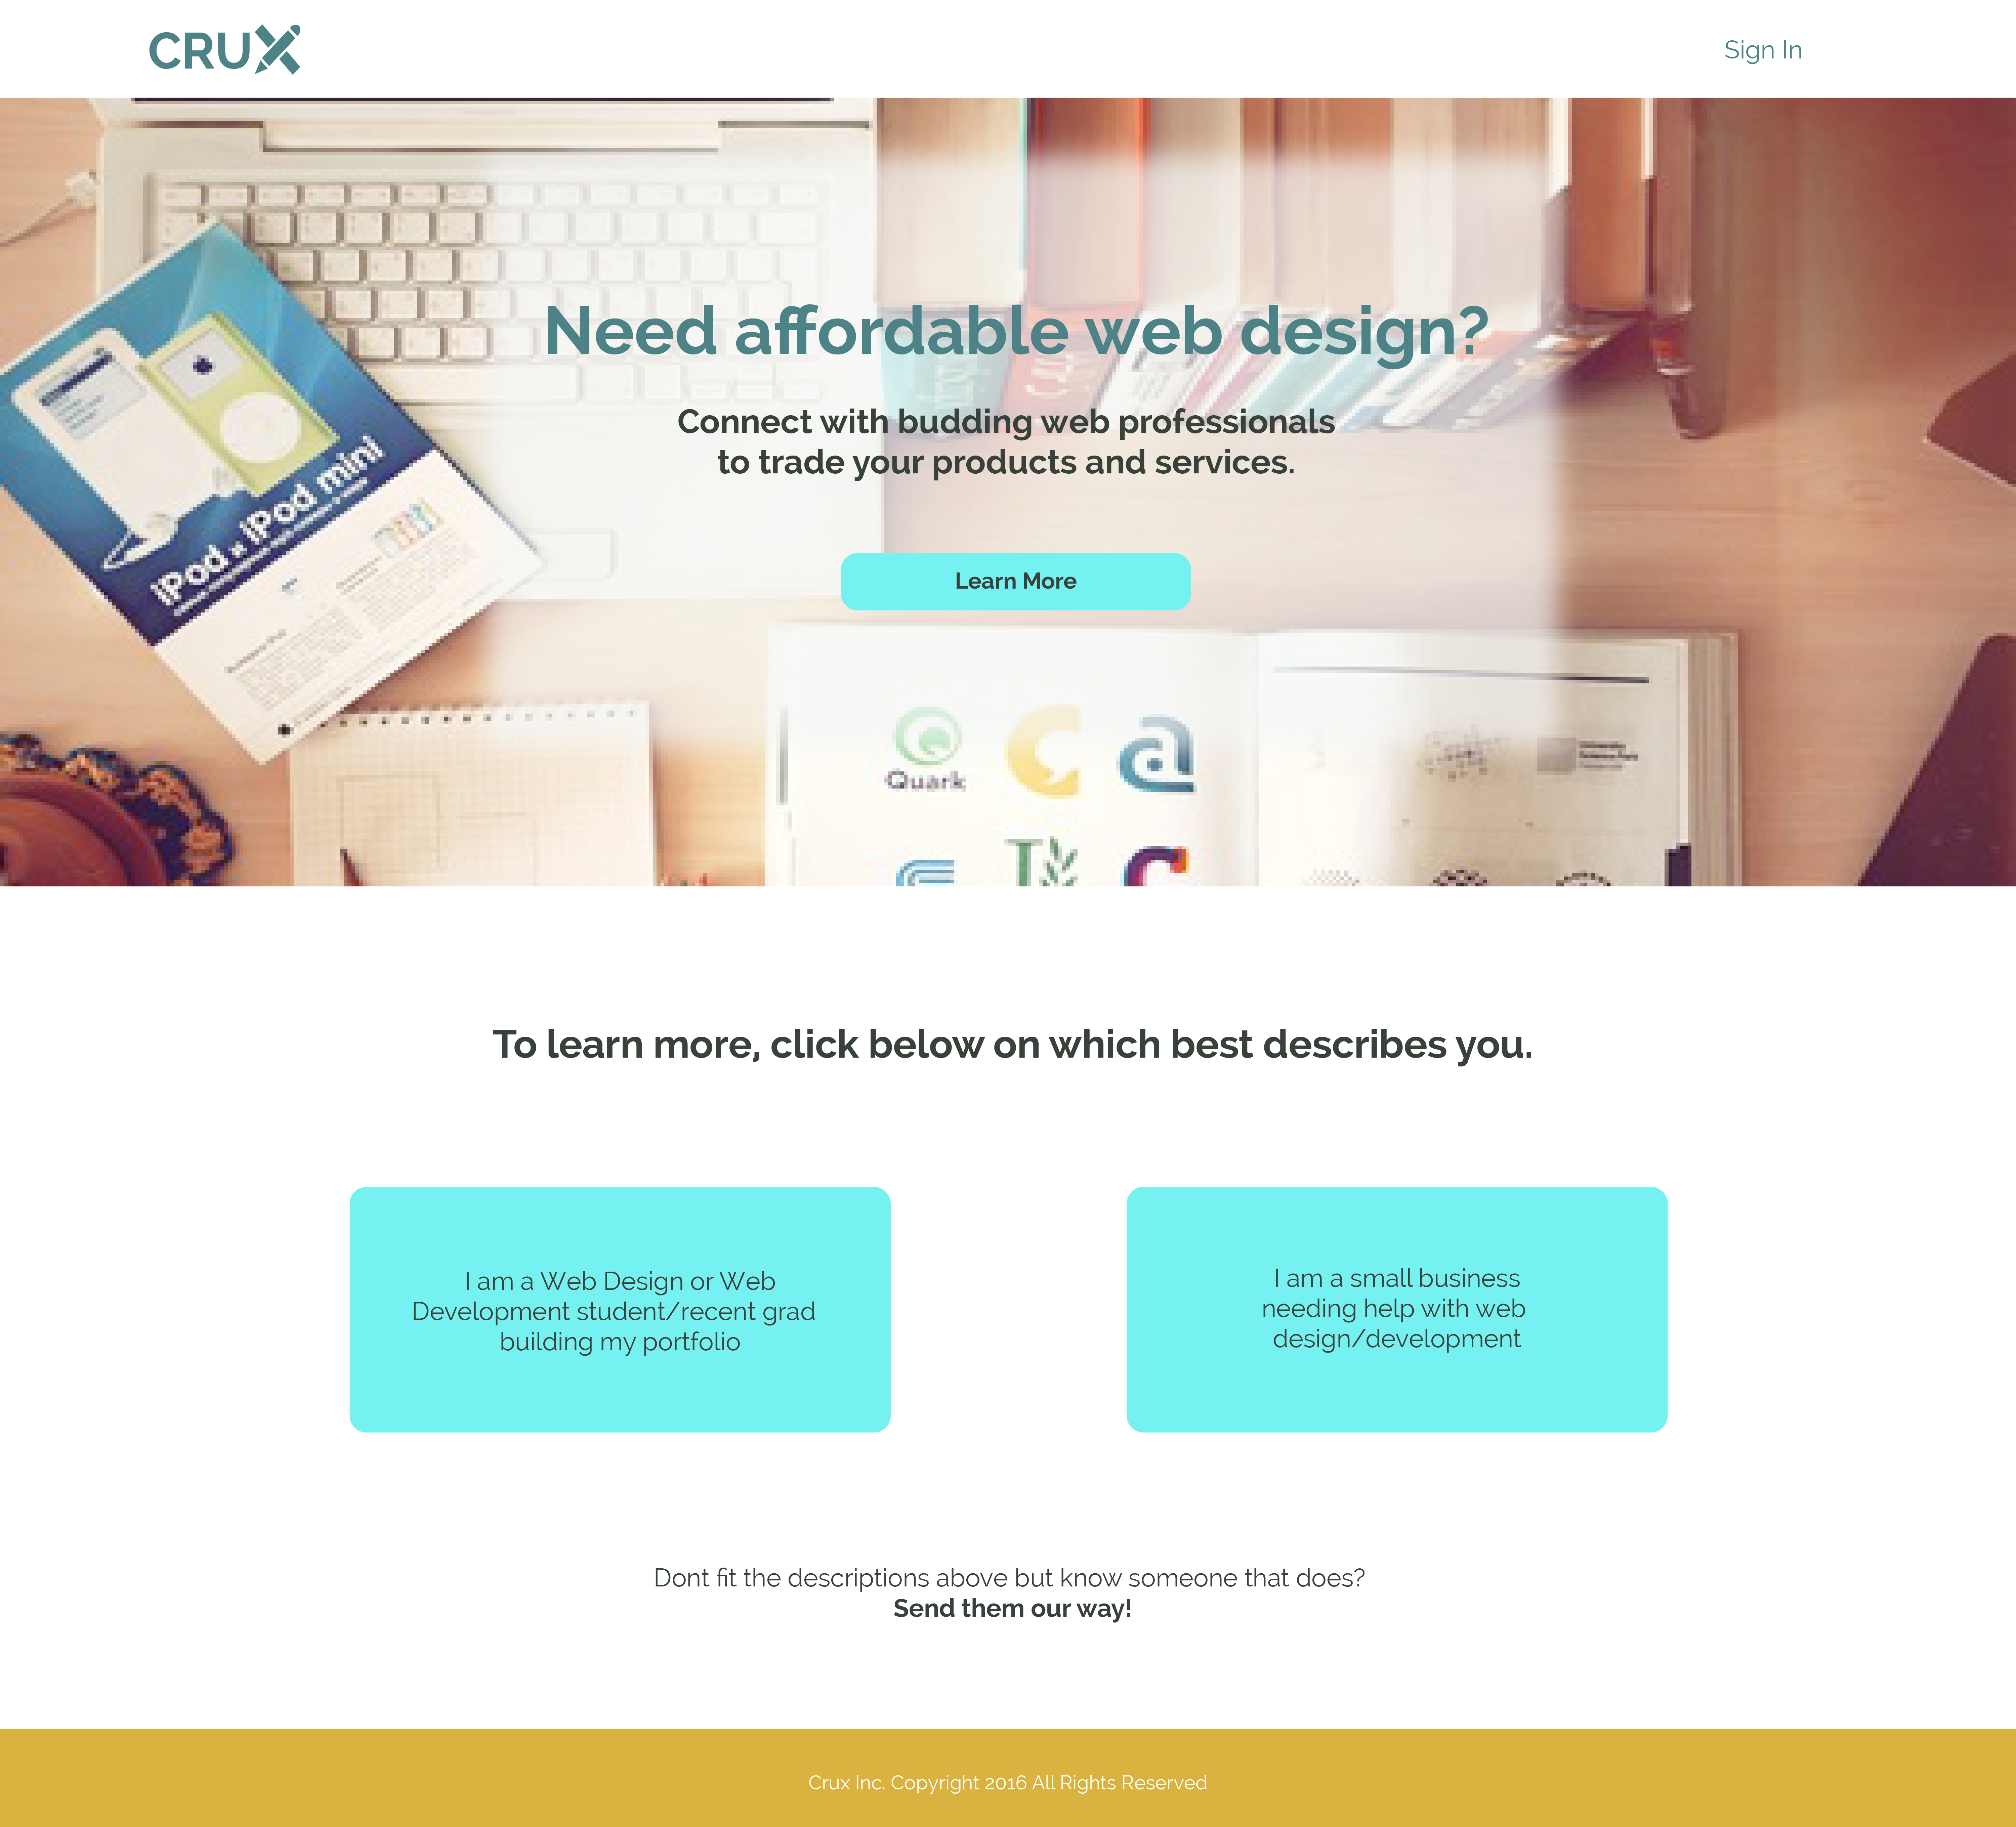 CRUX
Sign In
Need affordable web design?
Connect with budding web professionals
to trade your products and services.
Learn More
iPod
iPod mini
Quark
To learn more, click below on which best describes you.
I am a Web Design or Web
Development student/recent grad
building my portfolio
I am a small business
needing help with web
design/development
Dont fit the descriptions above but know someone that does?
Send them our way!
Crux Inc. Copyright 2016 All Rights Reserved